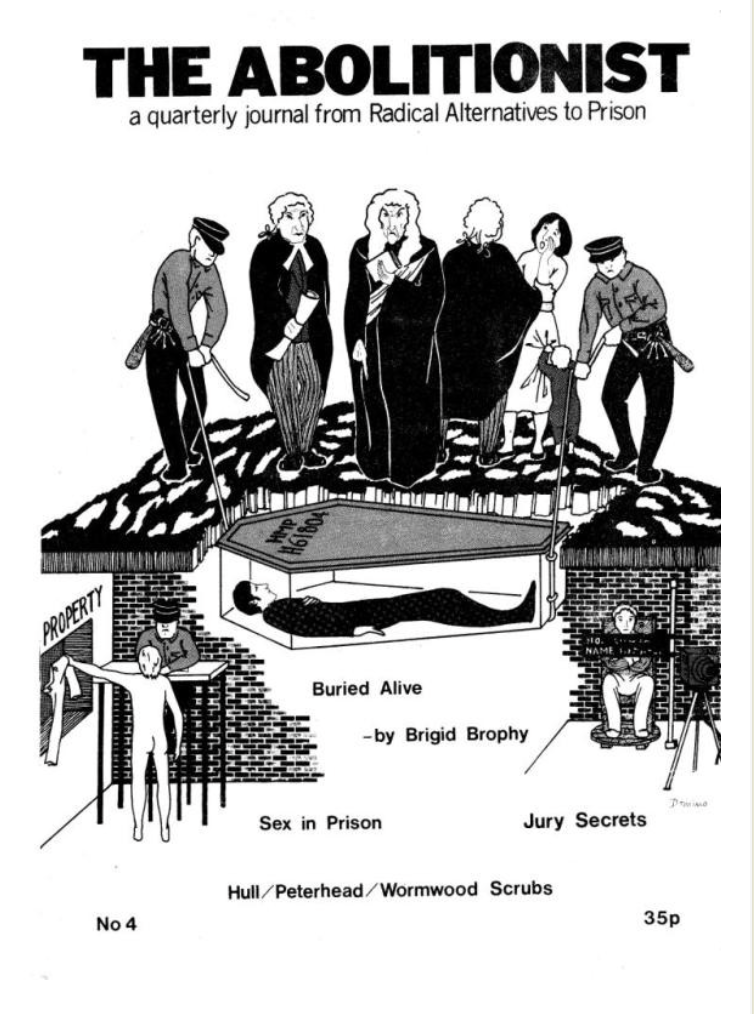 THE ABOLITIONIST
a quarterly journal from Radical Alternatives to Prison
HMP
H61804
PROPERTY
NO.
NAME
Buried Alive
-by Brigid Brophy
Sex in Prison
Jury Secrets
Hull/Peterhead/Wormwood Scrubs
No 4
35p